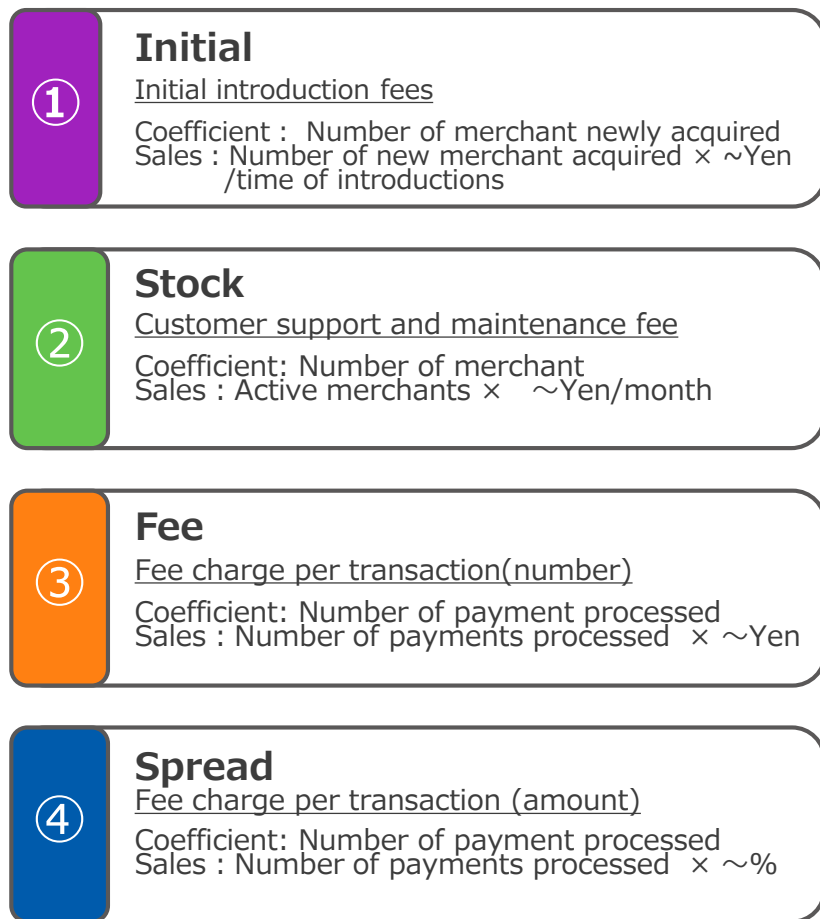 ①
Initial
Initial introduction fees
Coefficient :  Number of merchant newly acquired
Sales : Number of new merchant acquired × ~Yen
/time of introductions
②
Stock
Customer support and maintenance fee
Coefficient: Number of merchant
Sales : Active merchants ×　～Yen/month
③
Fee
Fee charge per transaction(number)
Coefficient: Number of payment processed
Sales : Number of payments processed  × ～Yen
④
Spread
Fee charge per transaction (amount)
Coefficient: Number of payment processed
Sales : Number of payments processed  × ～%